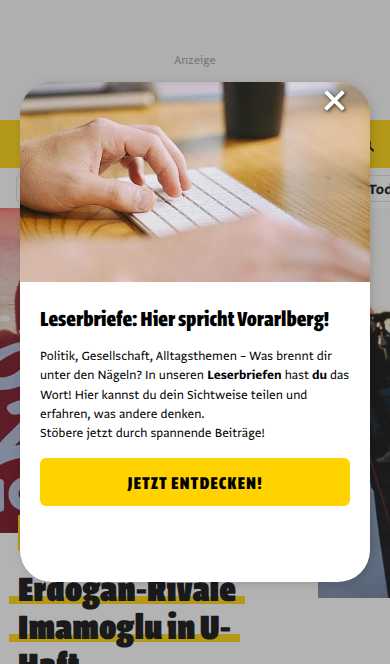 Anzeige
Leserbriefe: Hier spricht Vorarlberg!
Politik, Gesellschaft, Alltagsthemen – Was brennt dir
unter den Nägeln? In unseren Leserbriefen hast du das
Wort! Hier kannst du dein Sichtweise teilen und
erfahren, was andere denken.
Stöbere jetzt durch spannende Beiträge!
JETZT ENTDECKEN!
Erdogan-Rivale
Imamoglu in U-
Haft